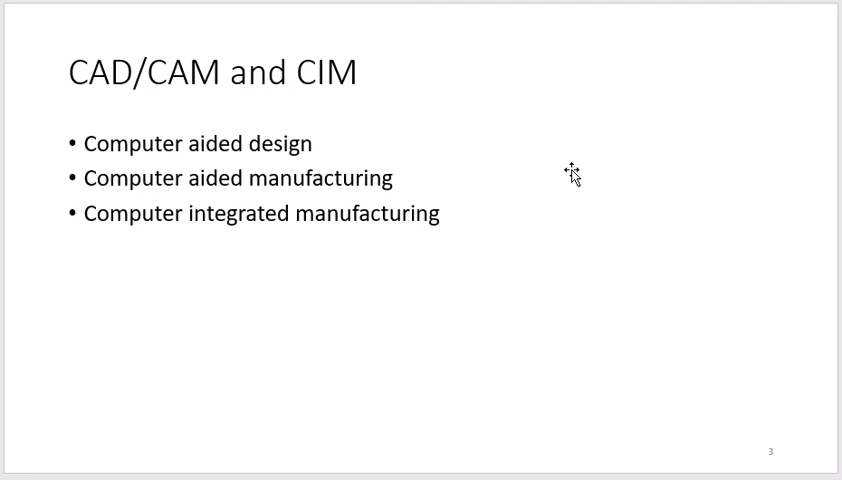 CAD/CAM and CIM
• Computer aided design
• Computer aided manufacturing
• Computer integrated manufacturing
3